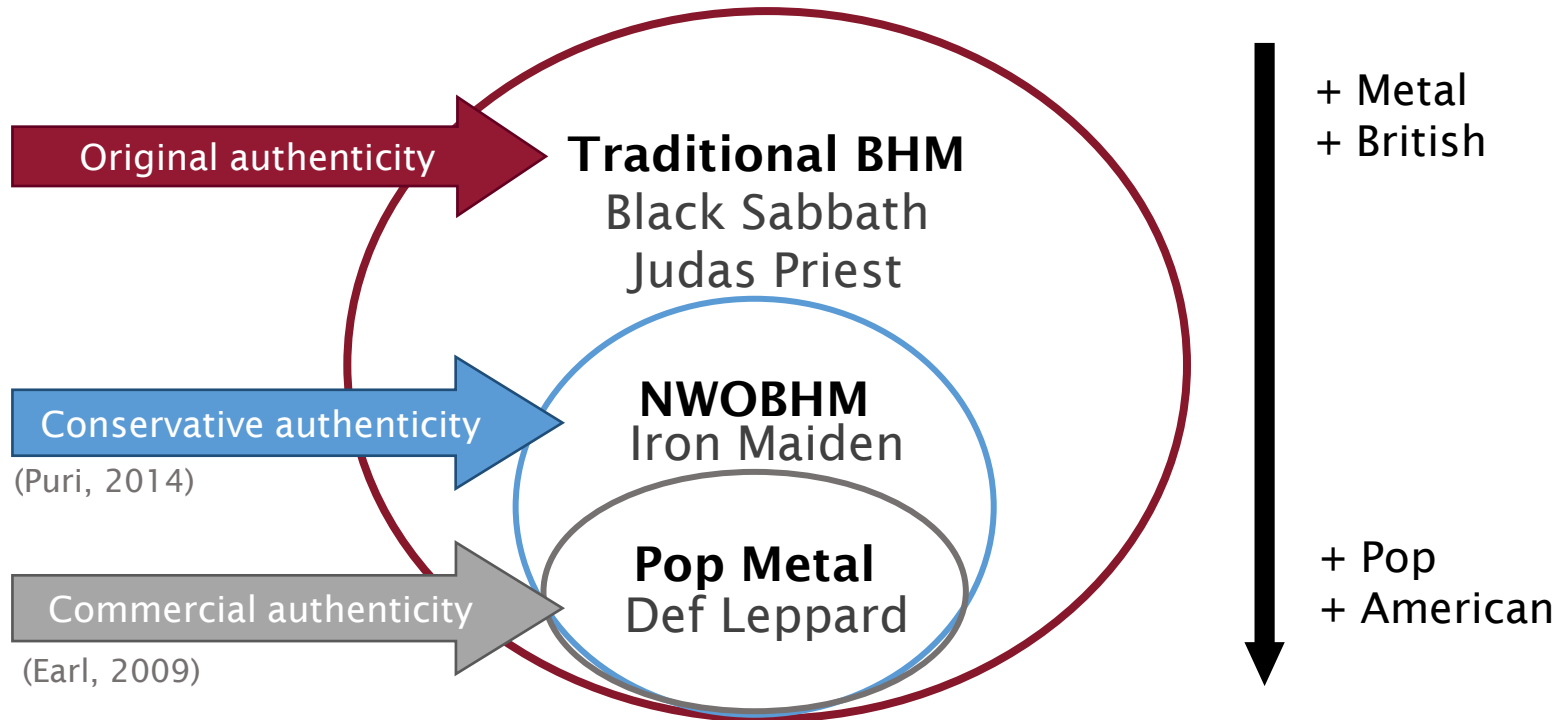 Original authenticity
Traditional BHM
Black Sabbath
Judas Priest
+ Metal
+ British
Conservative authenticity
(Puri, 2014)
NWOBHM
Iron Maiden
Commercial authenticity
(Earl, 2009)
Pop Metal
Def Leppard
+ Pop
+ American